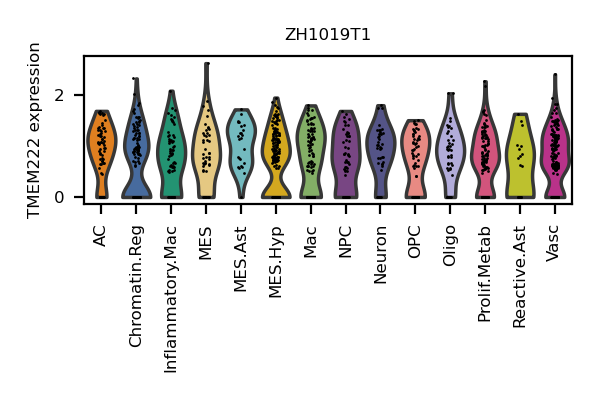 ZH1019T1
TMEM222 expression
2
0
AC
Chromatin.Reg
Inflammatory.Mac
MES
MES.Ast
MES.Hyp
Mac
NPC
Neuron
OPC
Oligo
Prolif.Metab
Reactive.Ast
Vasc